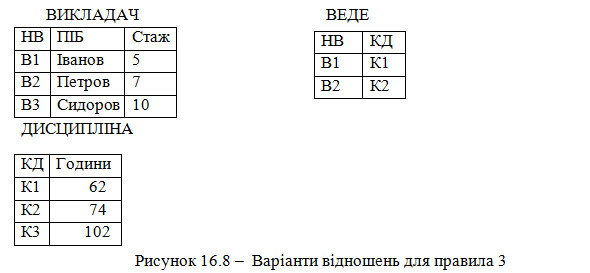 ВИКЛАДАЧ ВЕДЕ
НВ ПІБ Стаж НВ КД
В1 Іванов 5 В1 К1
В2 Петров 7 В2 К2
В3 Сидоров 10
ДИСЦИПЛІНА
КД Години
К1 62
К2 74
К3 102
Рисунок 16.8 – Варіанти відношень для правила 3